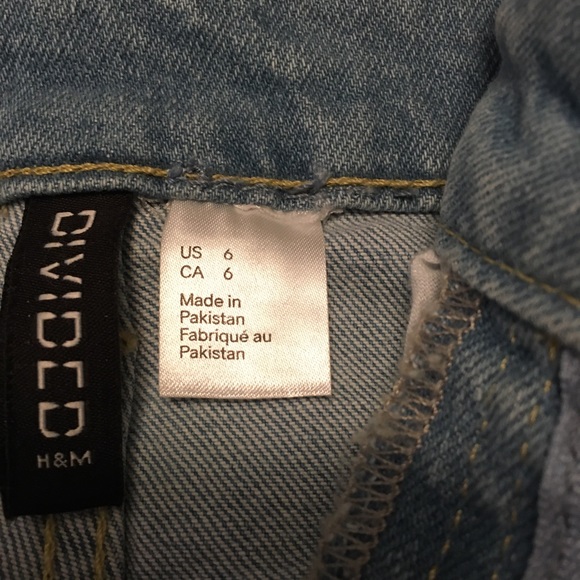 DIVIDED
H&M
US 6
CA 6
Made in
Pakistan
Fabriqué au
Pakistan